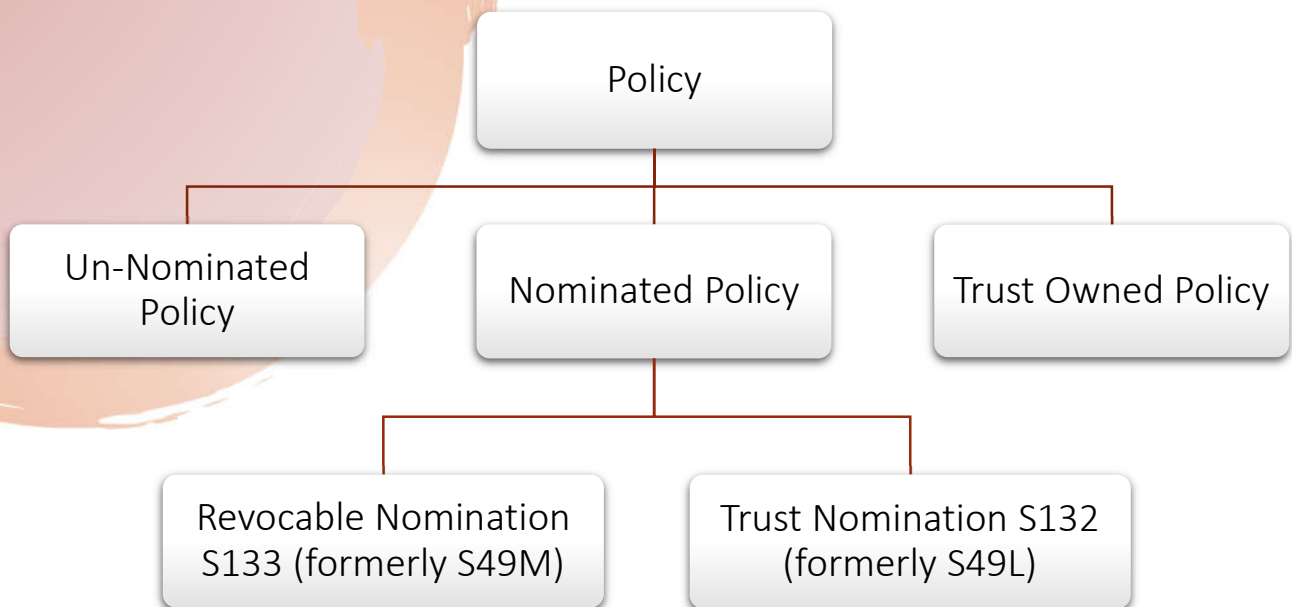 Policy
Un-Nominated
Policy
Nominated Policy
Trust Owned Policy
Revocable Nomination
S133 (formerly S49M)
Trust Nomination S132
(formerly S49L)